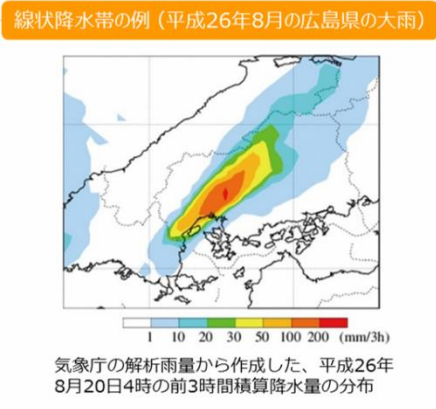 線状降水帯の例（平成26年8月の広島県の大雨）
1 10 20 30 50 100 200 (mm/3h)
気象庁の解析雨量から作成した、平成26年
8月20日4時の前3時間積算降水量の分布